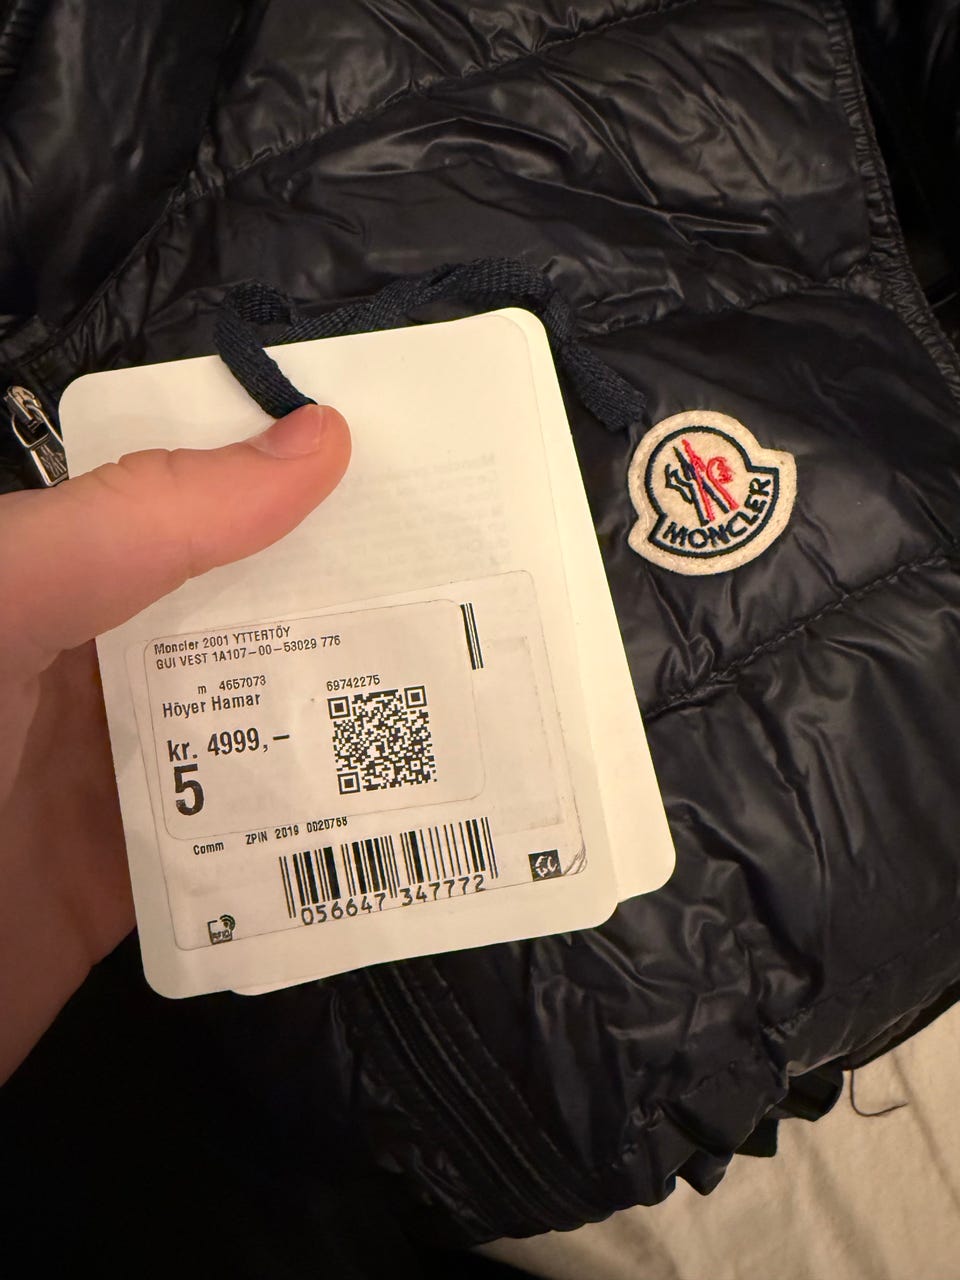 Moncler 2001 YTTERTÖY
GUI VEST 1A107-00-53029 776
m 4657073
69742275
Höyer Hamar
kr. 4999,-
5
Comm ZPIN 2019 0020768
056647 347772
MONCLER